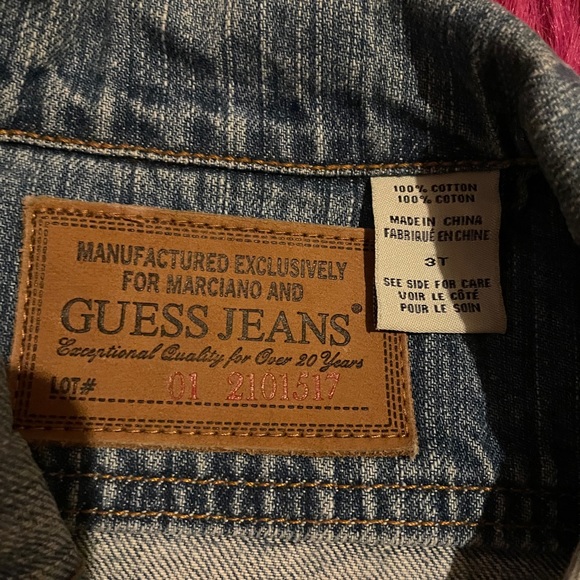 MANUFACTURED EXCLUSIVELY
FOR MARCIANO AND
GUESS JEANS®
Exceptional Quality for Over 20 Years
LOT# 01 2101517
100% COTTON
100% COTON
MADE IN CHINA
FABRIQUÉ EN CHINE
3T
SEE SIDE FOR CARE
VOIR LE CÔTÉ
POUR LE SOIN